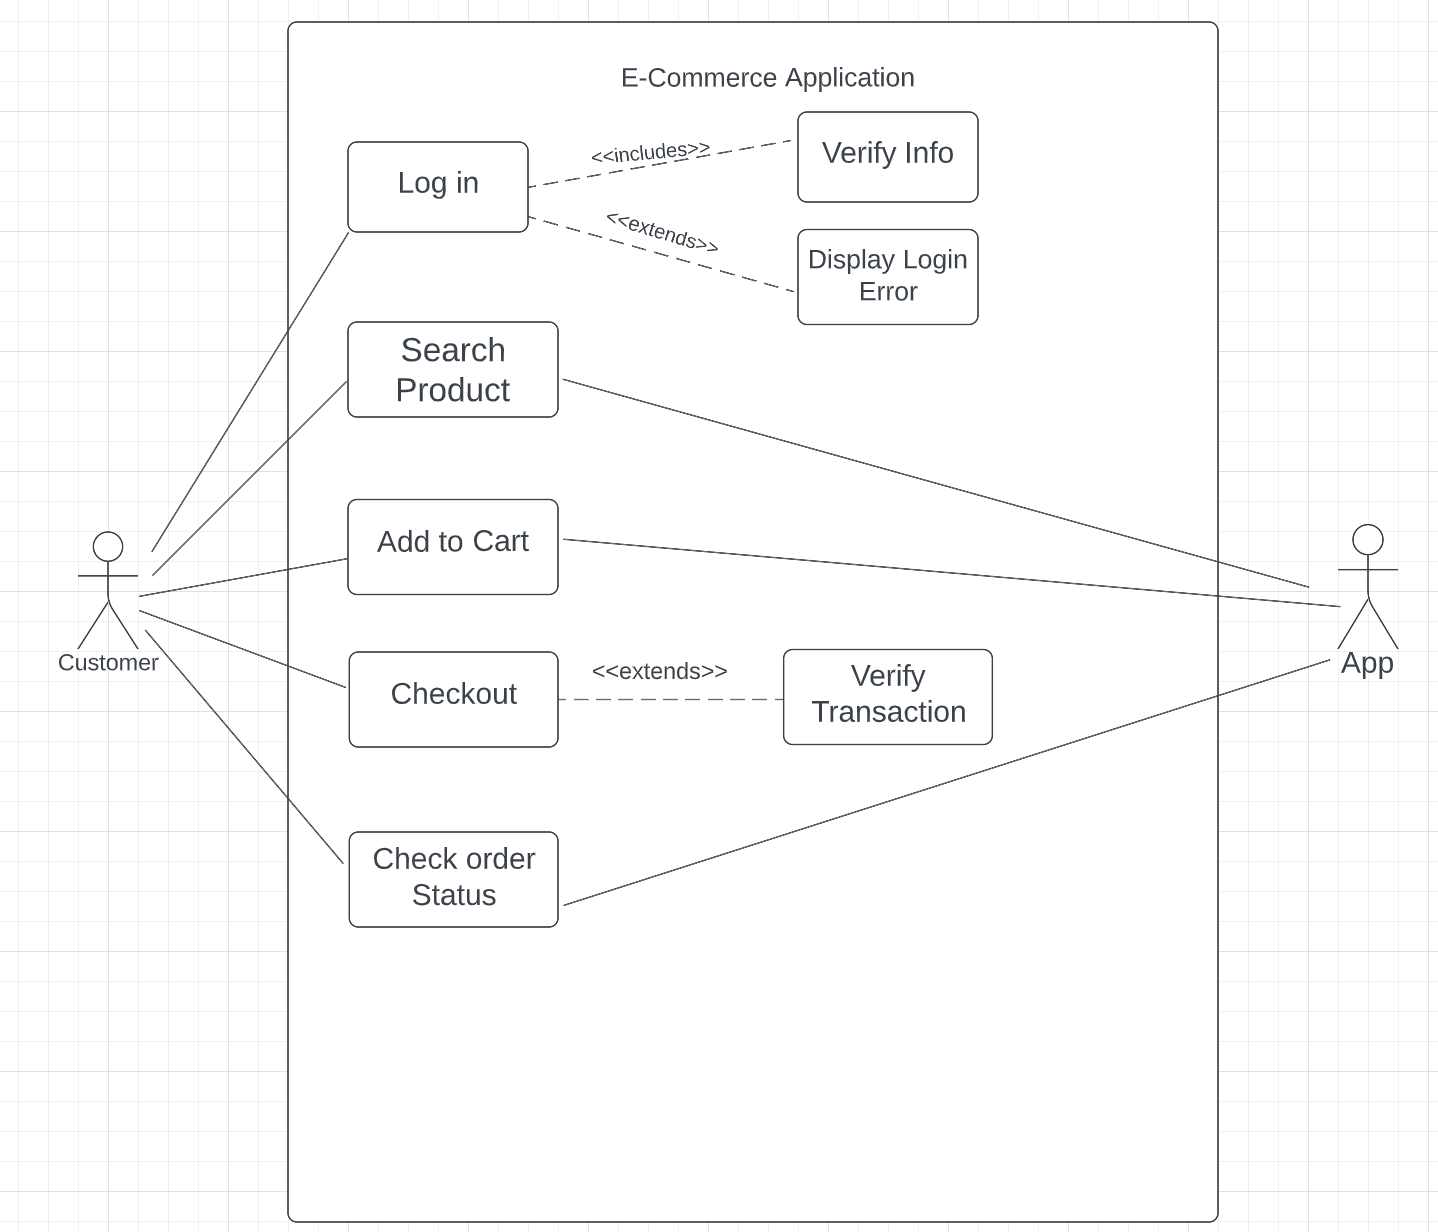 E-Commerce Application
Log in
<<includes>>
Verify Info
<<extends>>
Display Login
Error
Search
Product
Add to Cart
Customer
Checkout
<<extends>>
Verify
Transaction
App
Check order
Status